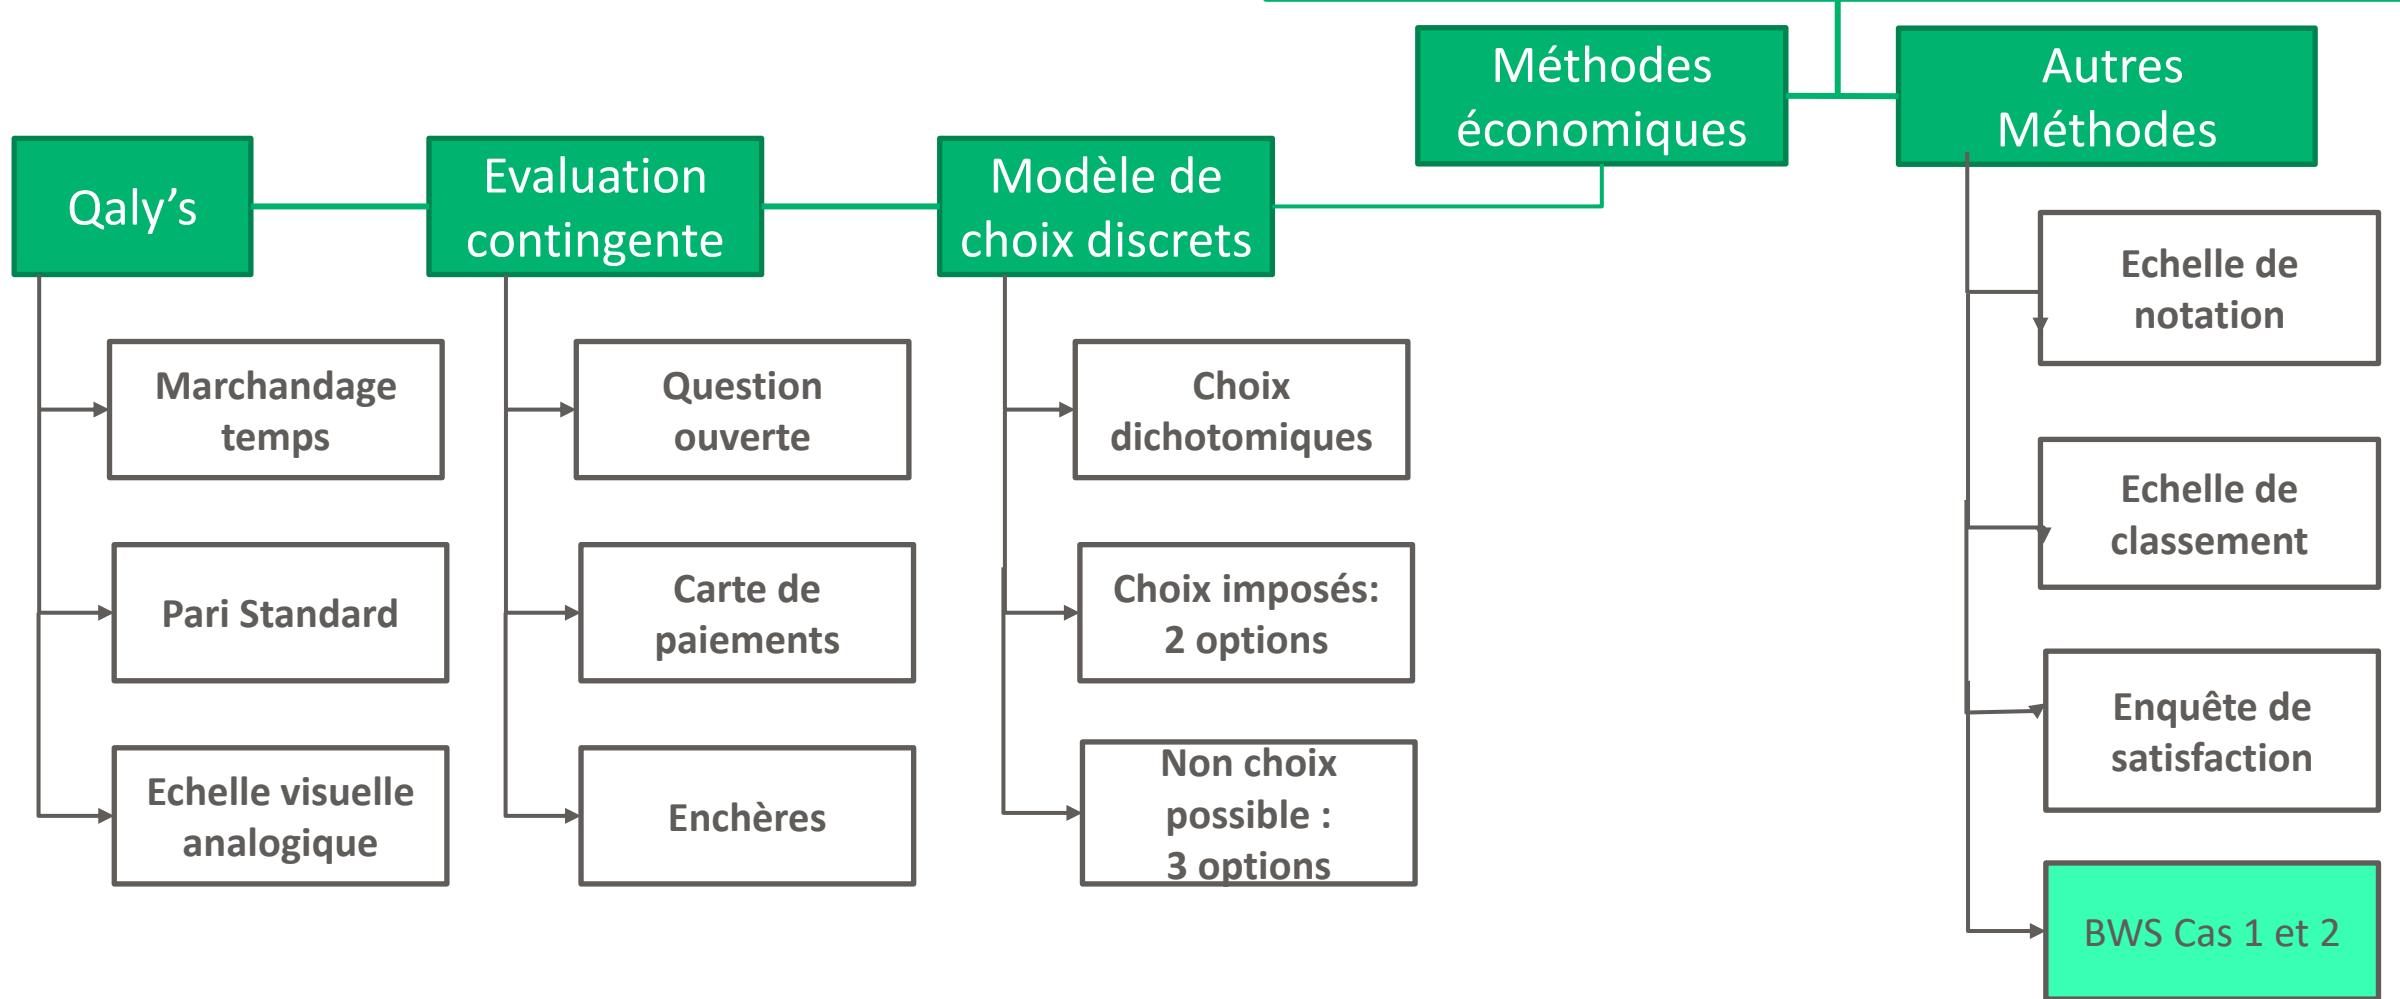 Méthodes
économiques
Autres
Méthodes
Qaly’s
Evaluation
contingente
Modèle de
choix discrets
Marchandage
temps
Pari Standard
Echelle visuelle
analogique
Question
ouverte
Carte de
paiements
Enchères
Choix
dichotomiques
Choix imposés:
2 options
Non choix
possible :
3 options
Echelle de
notation
Echelle de
classement
Enquête de
satisfaction
BWS Cas 1 et 2